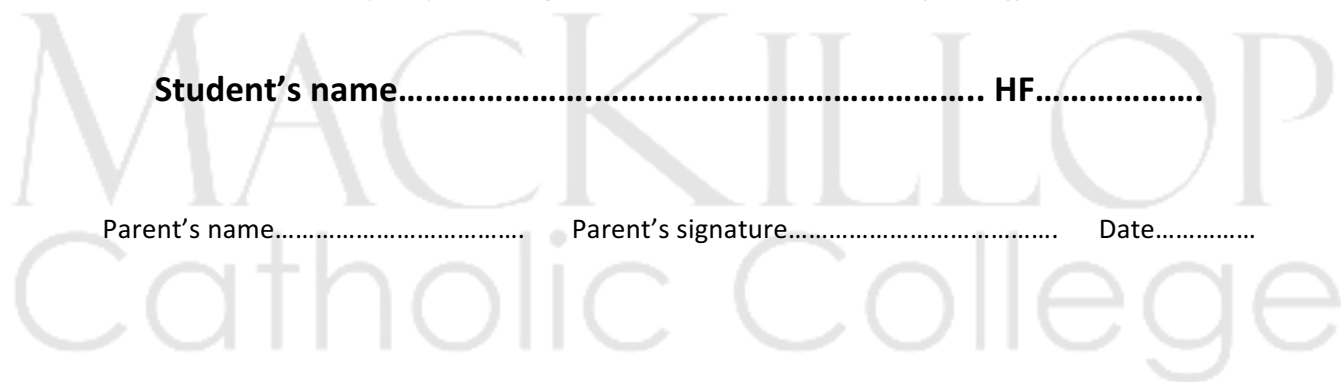 MACKILLOP
Student's name………………….…………………………………….. HF……………….
Parent's name………………………………. Parent's signature…………………………………. Date……………
Catholic College